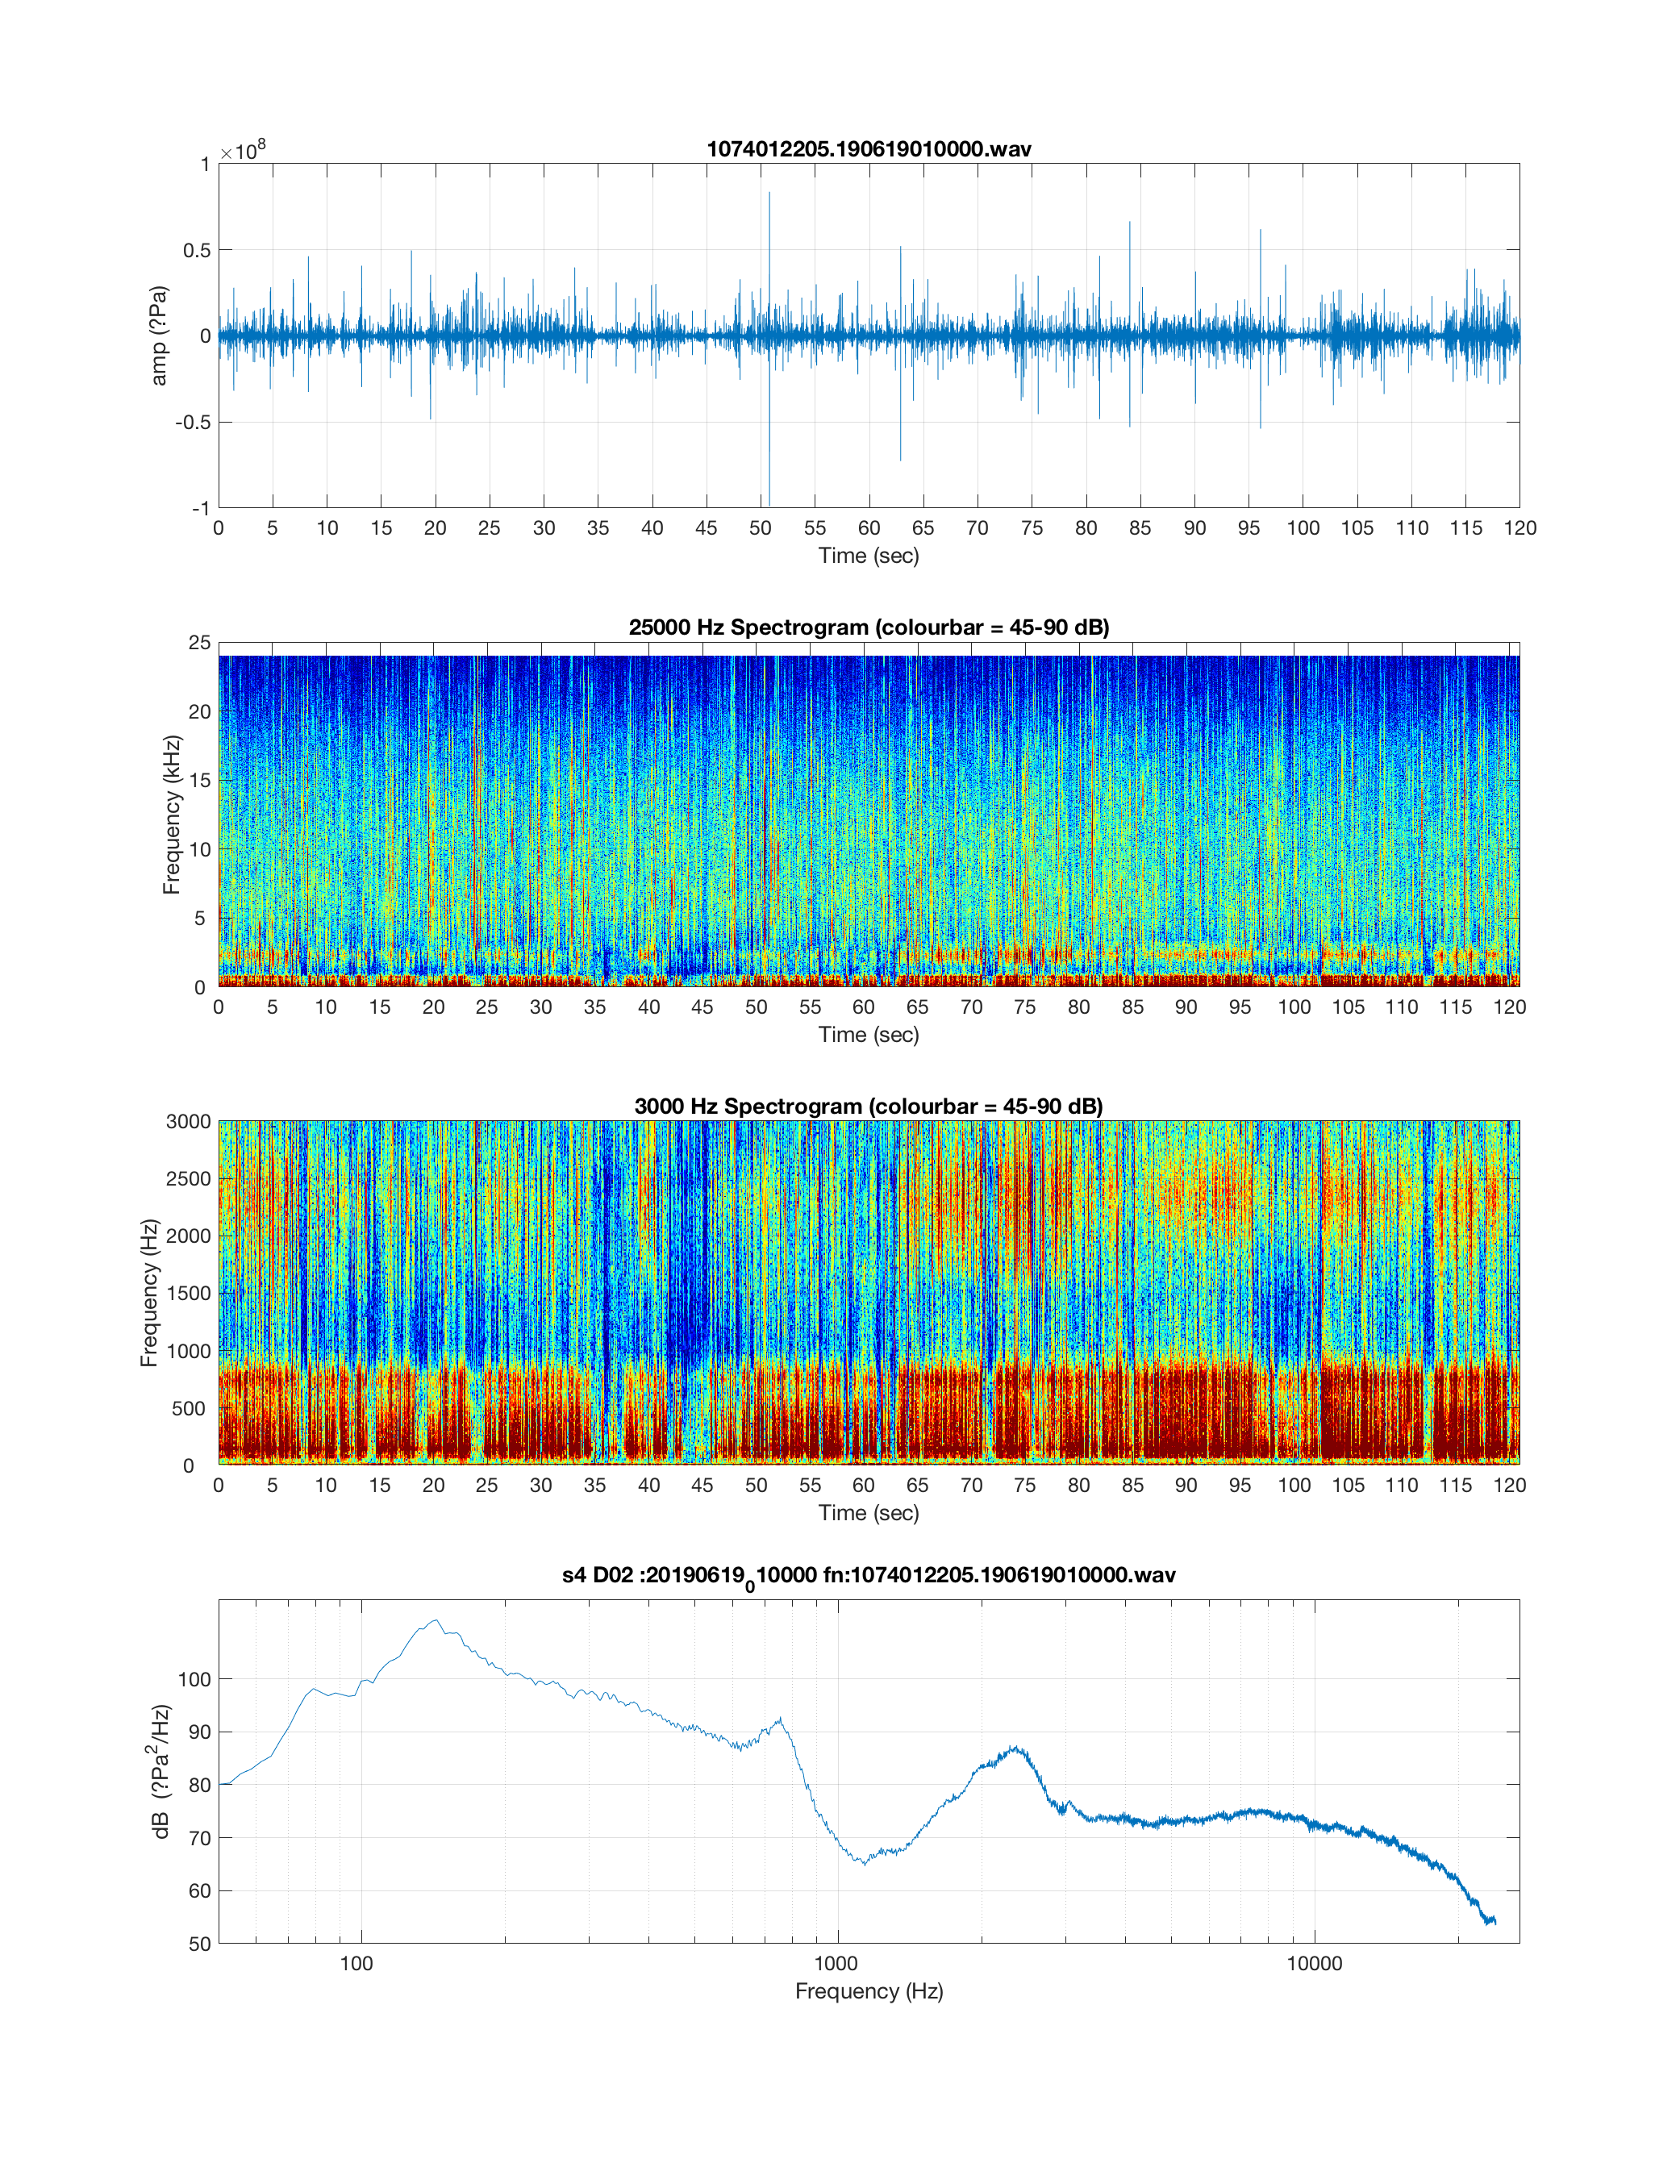 1074012205.190619010000.wav
×10⁸
1
0.5
0
-0.5
-1
amp (?Pa)
0 5 10 15 20 25 30 35 40 45 50 55 60 65 70 75 80 85 90 95 100 105 110 115 120
Time (sec)
25000 Hz Spectrogram (colourbar = 45-90 dB)
25
20
15
10
5
0
Frequency (kHz)
0 5 10 15 20 25 30 35 40 45 50 55 60 65 70 75 80 85 90 95 100 105 110 115 120
Time (sec)
3000 Hz Spectrogram (colourbar = 45-90 dB)
3000
2500
2000
1500
1000
500
0
Frequency (Hz)
0 5 10 15 20 25 30 35 40 45 50 55 60 65 70 75 80 85 90 95 100 105 110 115 120
Time (sec)
s4 D02 :20190619₀10000 fn:1074012205.190619010000.wav
100
90
80
70
60
50
dB (?Pa²/Hz)
100 1000 10000
Frequency (Hz)